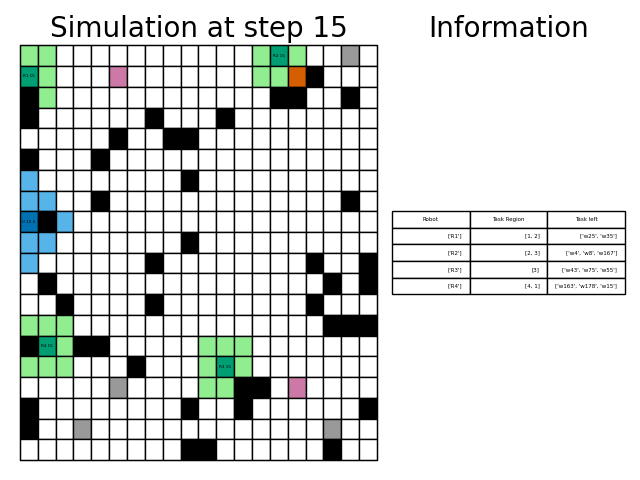 Simulation at step 15
Information
Robot Task Region Task left
['R1'] [1, 2] ['w25', 'w35']
['R2'] [2, 3] ['w4', 'w8', 'w167']
['R3'] [3] ['w43', 'w75', 'w55']
['R4'] [4, 1] ['w163', 'w178', 'w15']